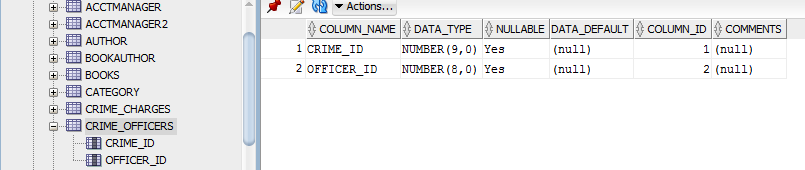 ACCTMANAGER
ACCTMANAGER2
AUTHOR
BOOKAUTHOR
BOOKS
CATEGORY
CRIME_CHARGES
CRIME_OFFICERS
CRIME_ID
OFFICER_ID
Actions...
COLUMN_NAME DATA_TYPE NULLABLE DATA_DEFAULT COLUMN_ID COMMENTS
1 CRIME_ID NUMBER(9,0) Yes (null) 1 (null)
2 OFFICER_ID NUMBER(8,0) Yes (null) 2 (null)